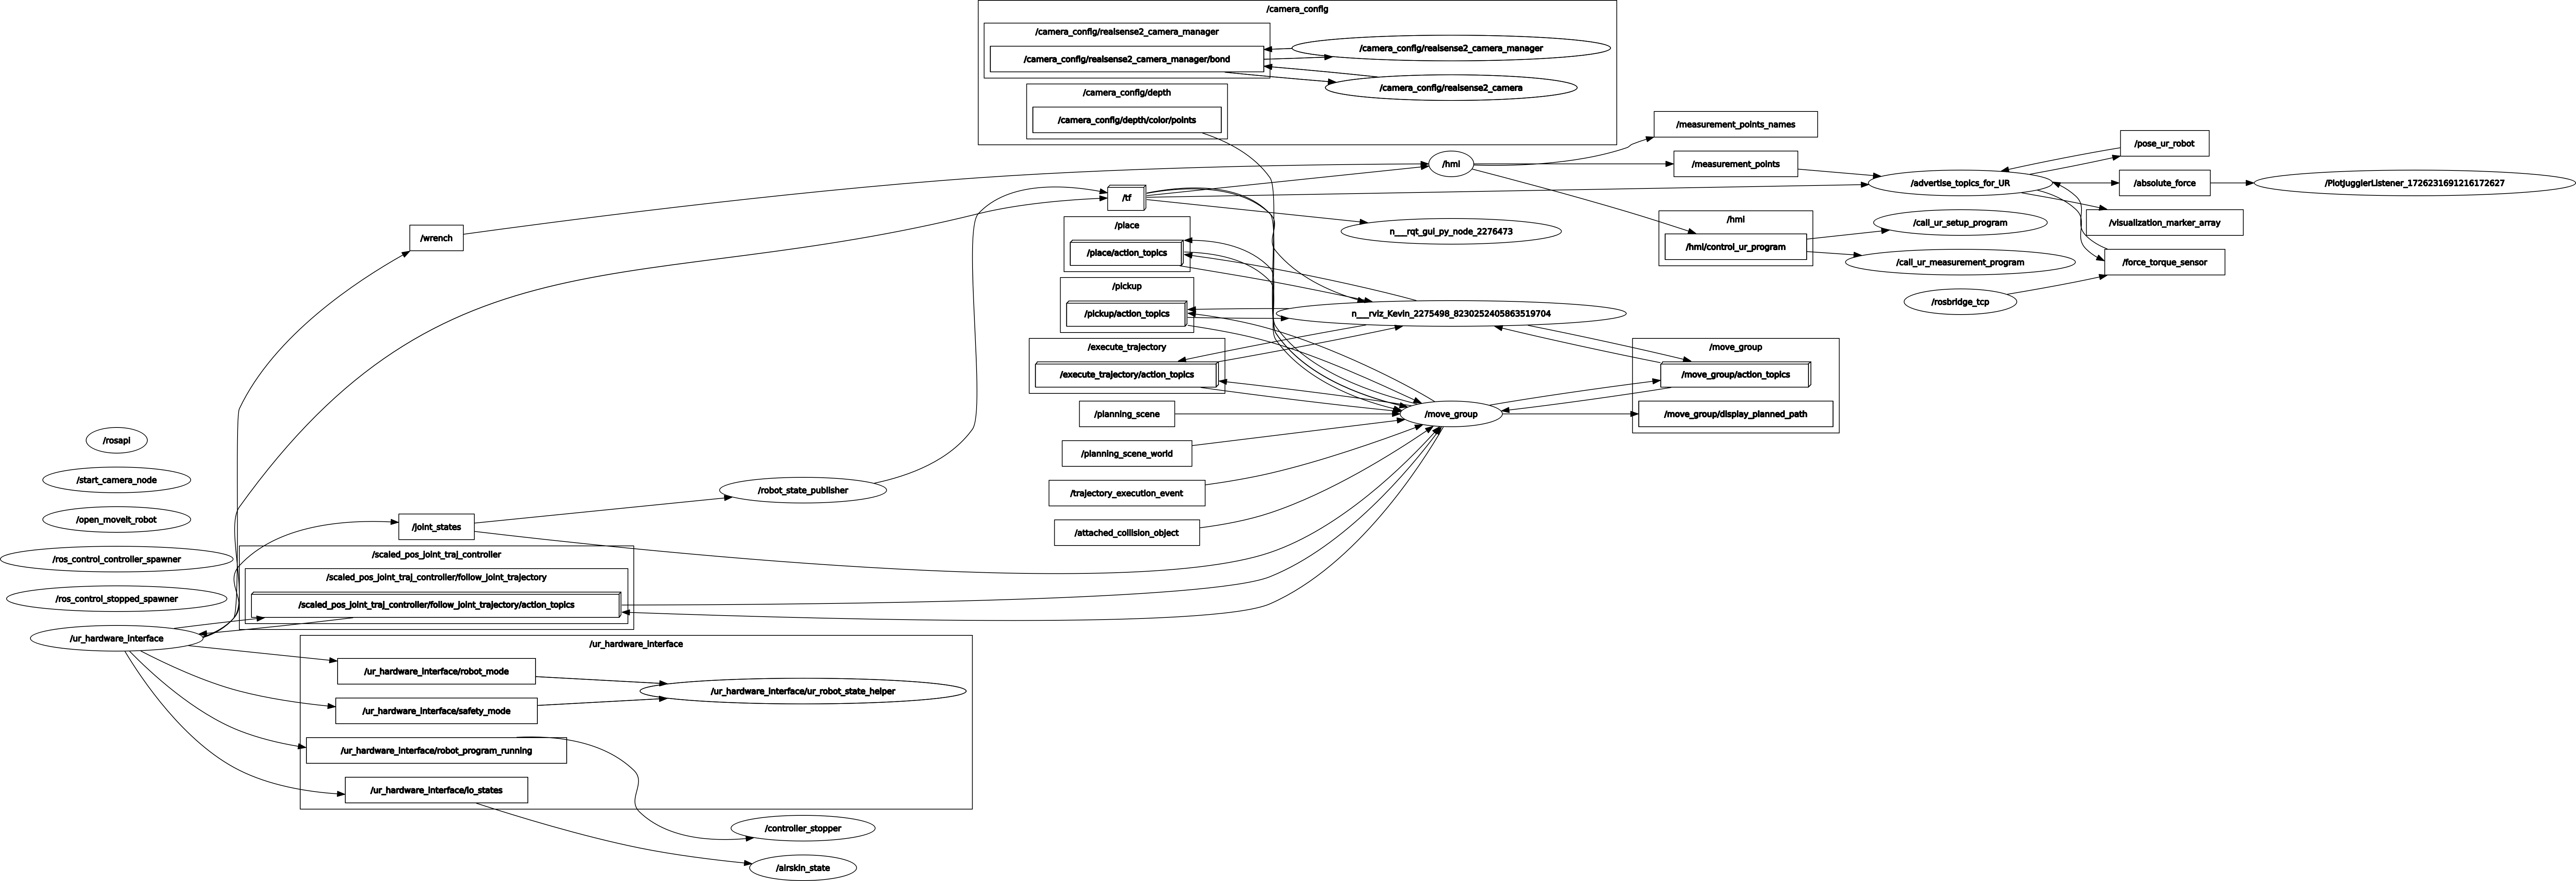 /camera_config
/camera_config/realsense2_camera_manager
/camera_config/realsense2_camera_manager
/camera_config/realsense2_camera_manager/bond
/camera_config/realsense2_camera
/camera_config/depth
/camera_config/depth/color/points
/measurement_points_names
/pose_ur_robot
/hmi
/measurement_points
/advertise_topics_for_UR
/absolute_force
/PlotJugglerListener_1726231691216172627
/tf
/place
/hmi
/call_ur_setup_program
/visualization_marker_array
/wrench
n___rqt_gui_py_node_2276473
/place/action_topics
/hmi/control_ur_program
/call_ur_measurement_program
/force_torque_sensor
/pickup
/rosbridge_tcp
/pickup/action_topics
n___rviz_Kevin_2275498_8230252405863519704
/execute_trajectory
/move_group
/execute_trajectory/action_topics
/move_group/action_topics
/planning_scene
/move_group
/move_group/display_planned_path
/rosapi
/planning_scene_world
/start_camera_node
/robot_state_publisher
/trajectory_execution_event
/open_moveit_robot
/joint_states
/attached_collision_object
/ros_control_controller_spawner
/scaled_pos_joint_traj_controller
/scaled_pos_joint_traj_controller/follow_joint_trajectory
/ros_control_stopped_spawner
/scaled_pos_joint_traj_controller/follow_joint_trajectory/action_topics
/ur_hardware_interface
/ur_hardware_interface
/ur_hardware_interface/robot_mode
/ur_hardware_interface/ur_robot_state_helper
/ur_hardware_interface/safety_mode
/ur_hardware_interface/robot_program_running
/ur_hardware_interface/io_states
/controller_stopper
/airskin_state